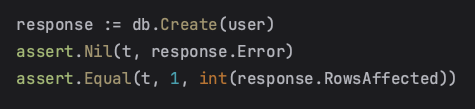 response := db.Create(user)
assert.Nil(t, response.Error)
assert.Equal(t, 1, int(response.RowsAffected))